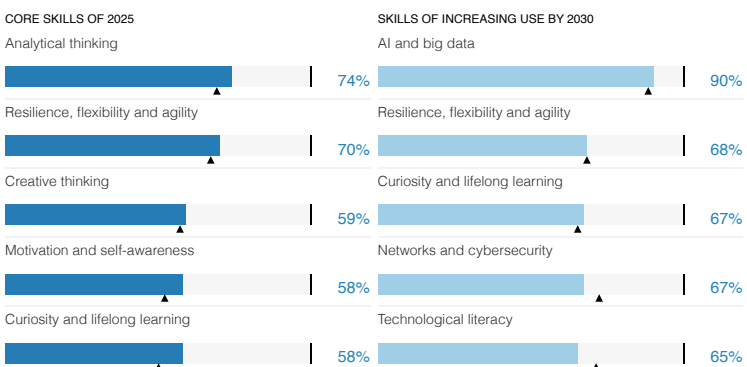 CORE SKILLS OF 2025
Analytical thinking
74%
Resilience, flexibility and agility
70%
Creative thinking
59%
Motivation and self-awareness
58%
Curiosity and lifelong learning
58%
SKILLS OF INCREASING USE BY 2030
AI and big data
90%
Resilience, flexibility and agility
68%
Curiosity and lifelong learning
67%
Networks and cybersecurity
67%
Technological literacy
65%